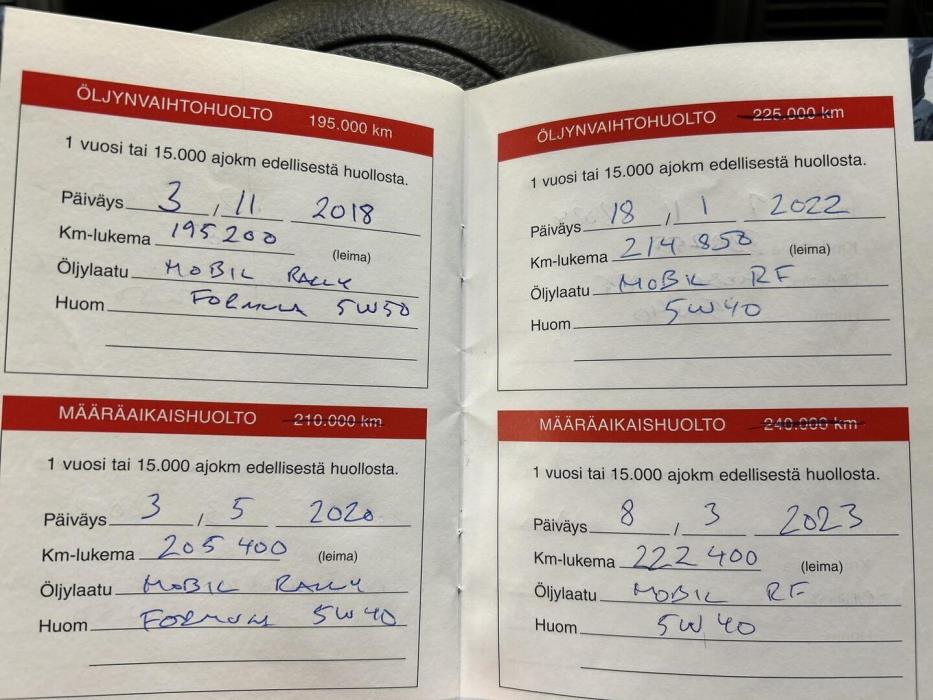 ÖLJYNVAIHTOHUOLTO 195.000 km
1 vuosi tai 15.000 ajokm edellisestä huollosta.
Päiväys 3 / 11 2018
Km-lukema 195 200 (leima)
Öljylaatu MOBIL RALLY
Huom FORMULA 5W50
MÄÄRÄAIKAISHUOLTO 210.000 km
1 vuosi tai 15.000 ajokm edellisestä huollosta.
Päiväys 3 / 5 2020
Km-lukema 205 400 (leima)
Öljylaatu MOBIL RALLY
Huom FORMULA 5W40
ÖLJYNVAIHTOHUOLTO 225.000 km
1 vuosi tai 15.000 ajokm edellisestä huollosta.
Päiväys 18 / 1 2022
Km-lukema 214 850 (leima)
Öljylaatu MOBIL RF
Huom 5W40
MÄÄRÄAIKAISHUOLTO 240.000 km
1 vuosi tai 15.000 ajokm edellisestä huollosta.
Päiväys 8 / 3 2023
Km-lukema 222 400 (leima)
Öljylaatu MOBIL RF
Huom 5W40